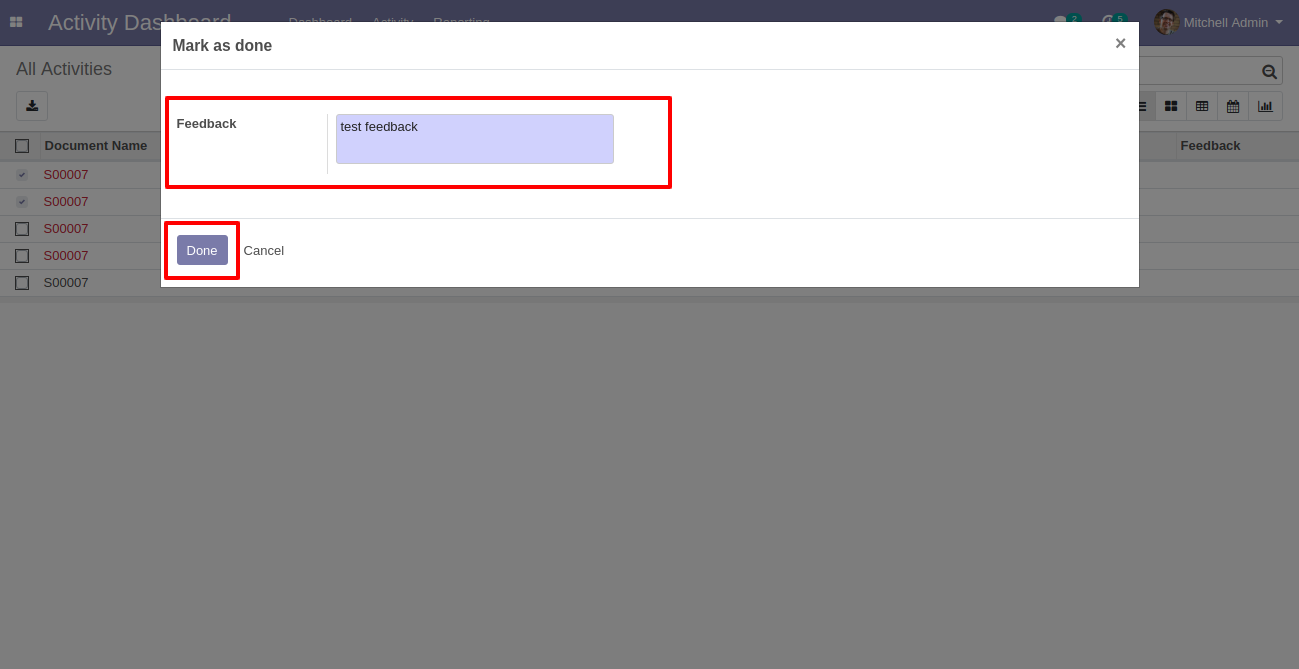 Activity Dashboard Dashboard Activity Reporting 2 5 Mitchell Admin
Mark as done ×
All Activities
Feedback test feedback
Document Name Feedback
S00007
S00007
S00007
Done Cancel
S00007
S00007